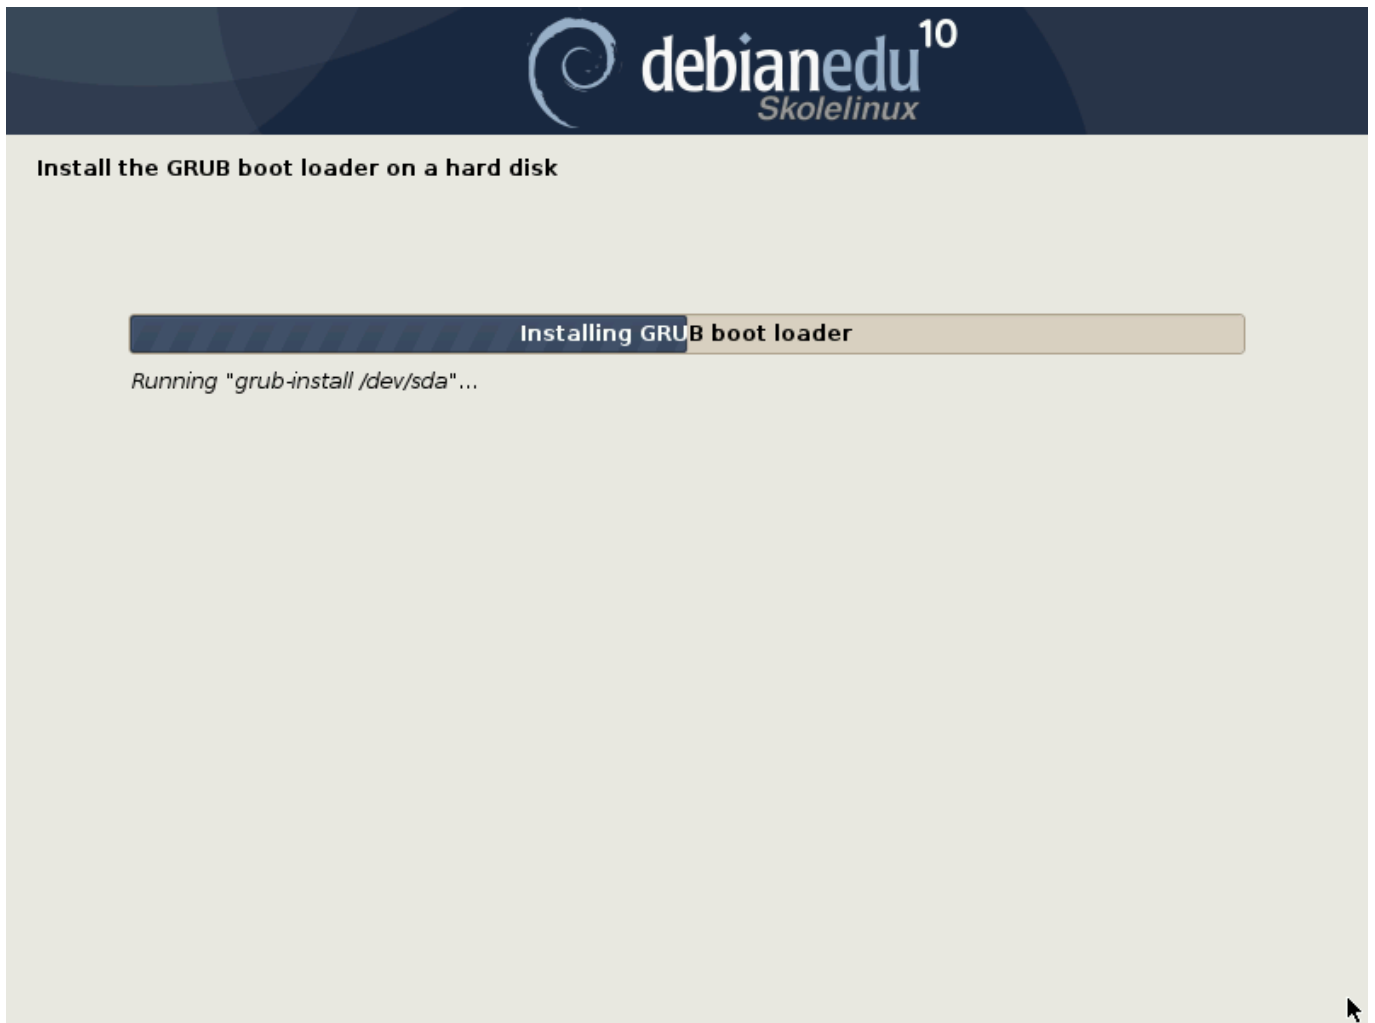 debianedu 10
Skolelinux
Install the GRUB boot loader on a hard disk
Installing GRUB boot loader
Running "grub-install /dev/sda"...